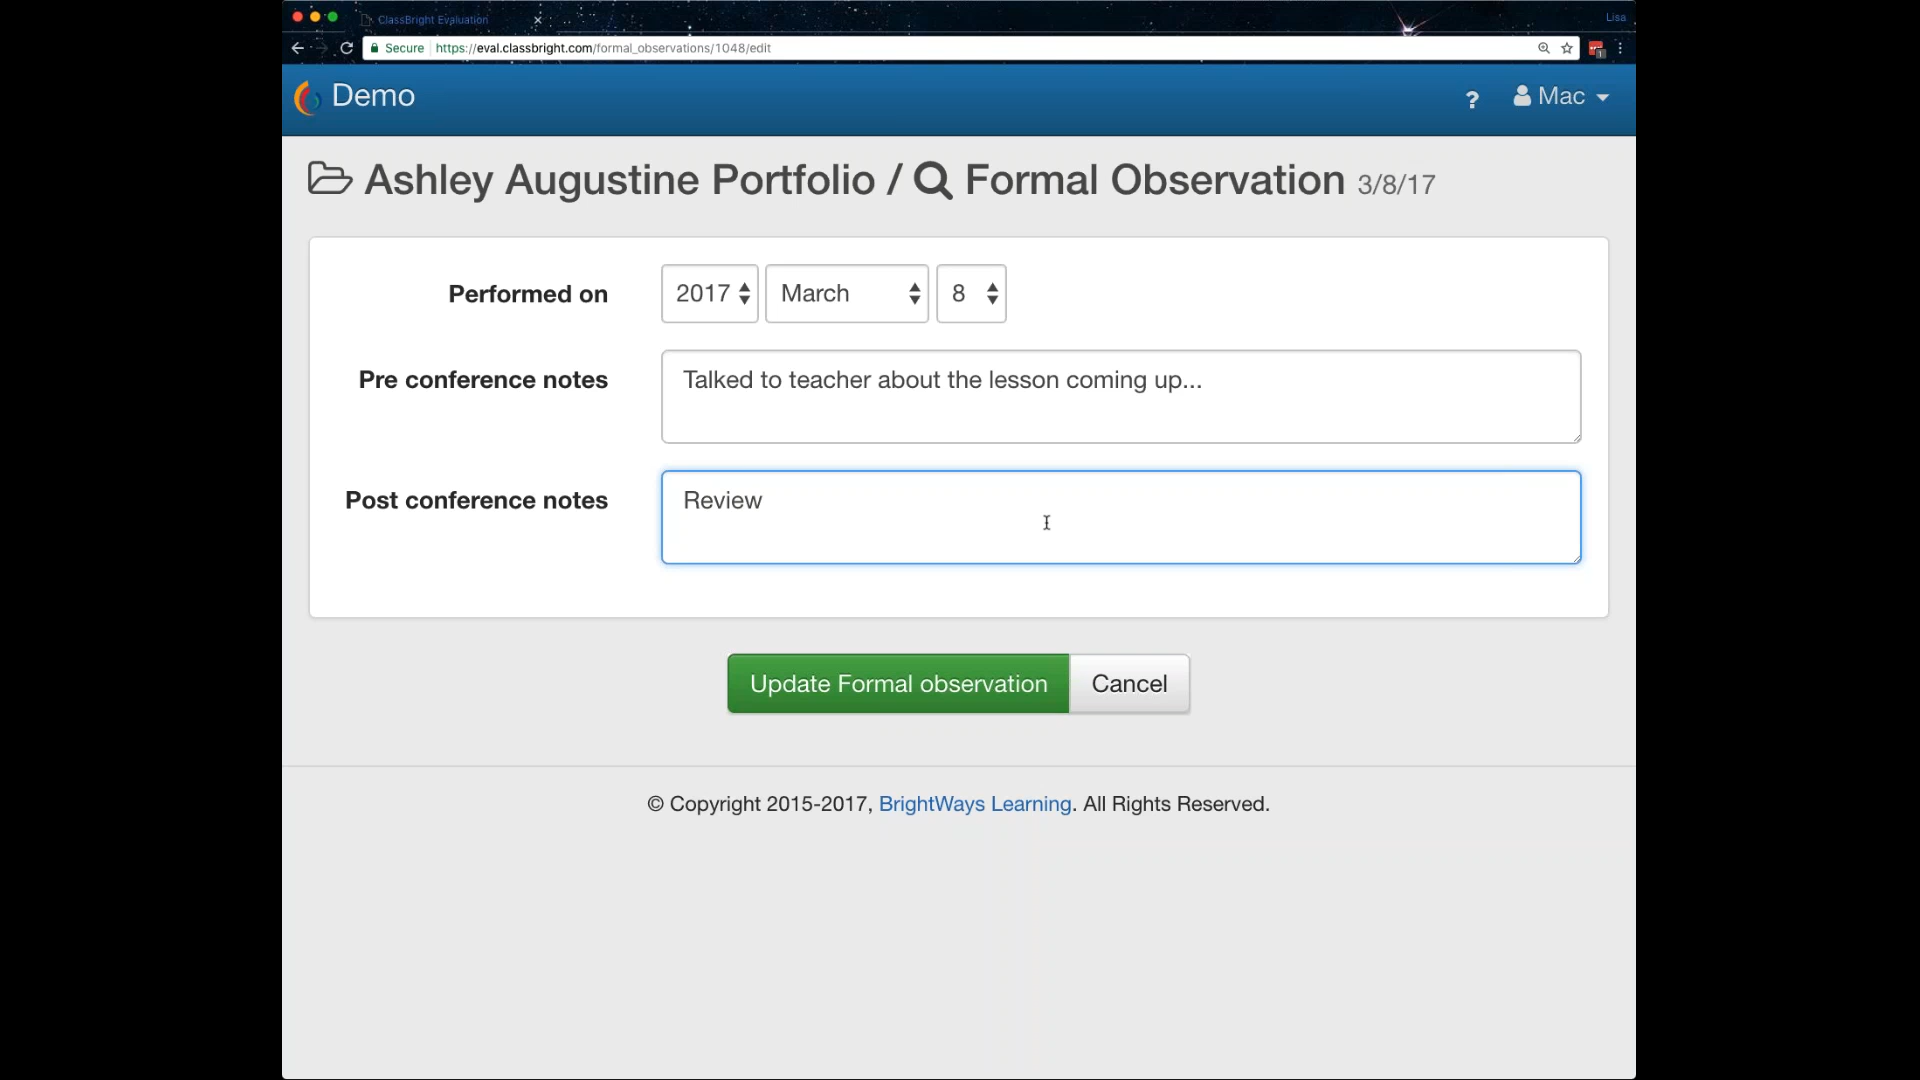 ClassBright Evaluation
Lisa
Secure https://eval.classbright.com/formal_observations/1048/edit
Demo
? Mac
Ashley Augustine Portfolio / Formal Observation 3/8/17
Performed on 2017 March 8
Pre conference notes Talked to teacher about the lesson coming up...
Post conference notes Review
Update Formal observation Cancel
© Copyright 2015-2017, BrightWays Learning. All Rights Reserved.